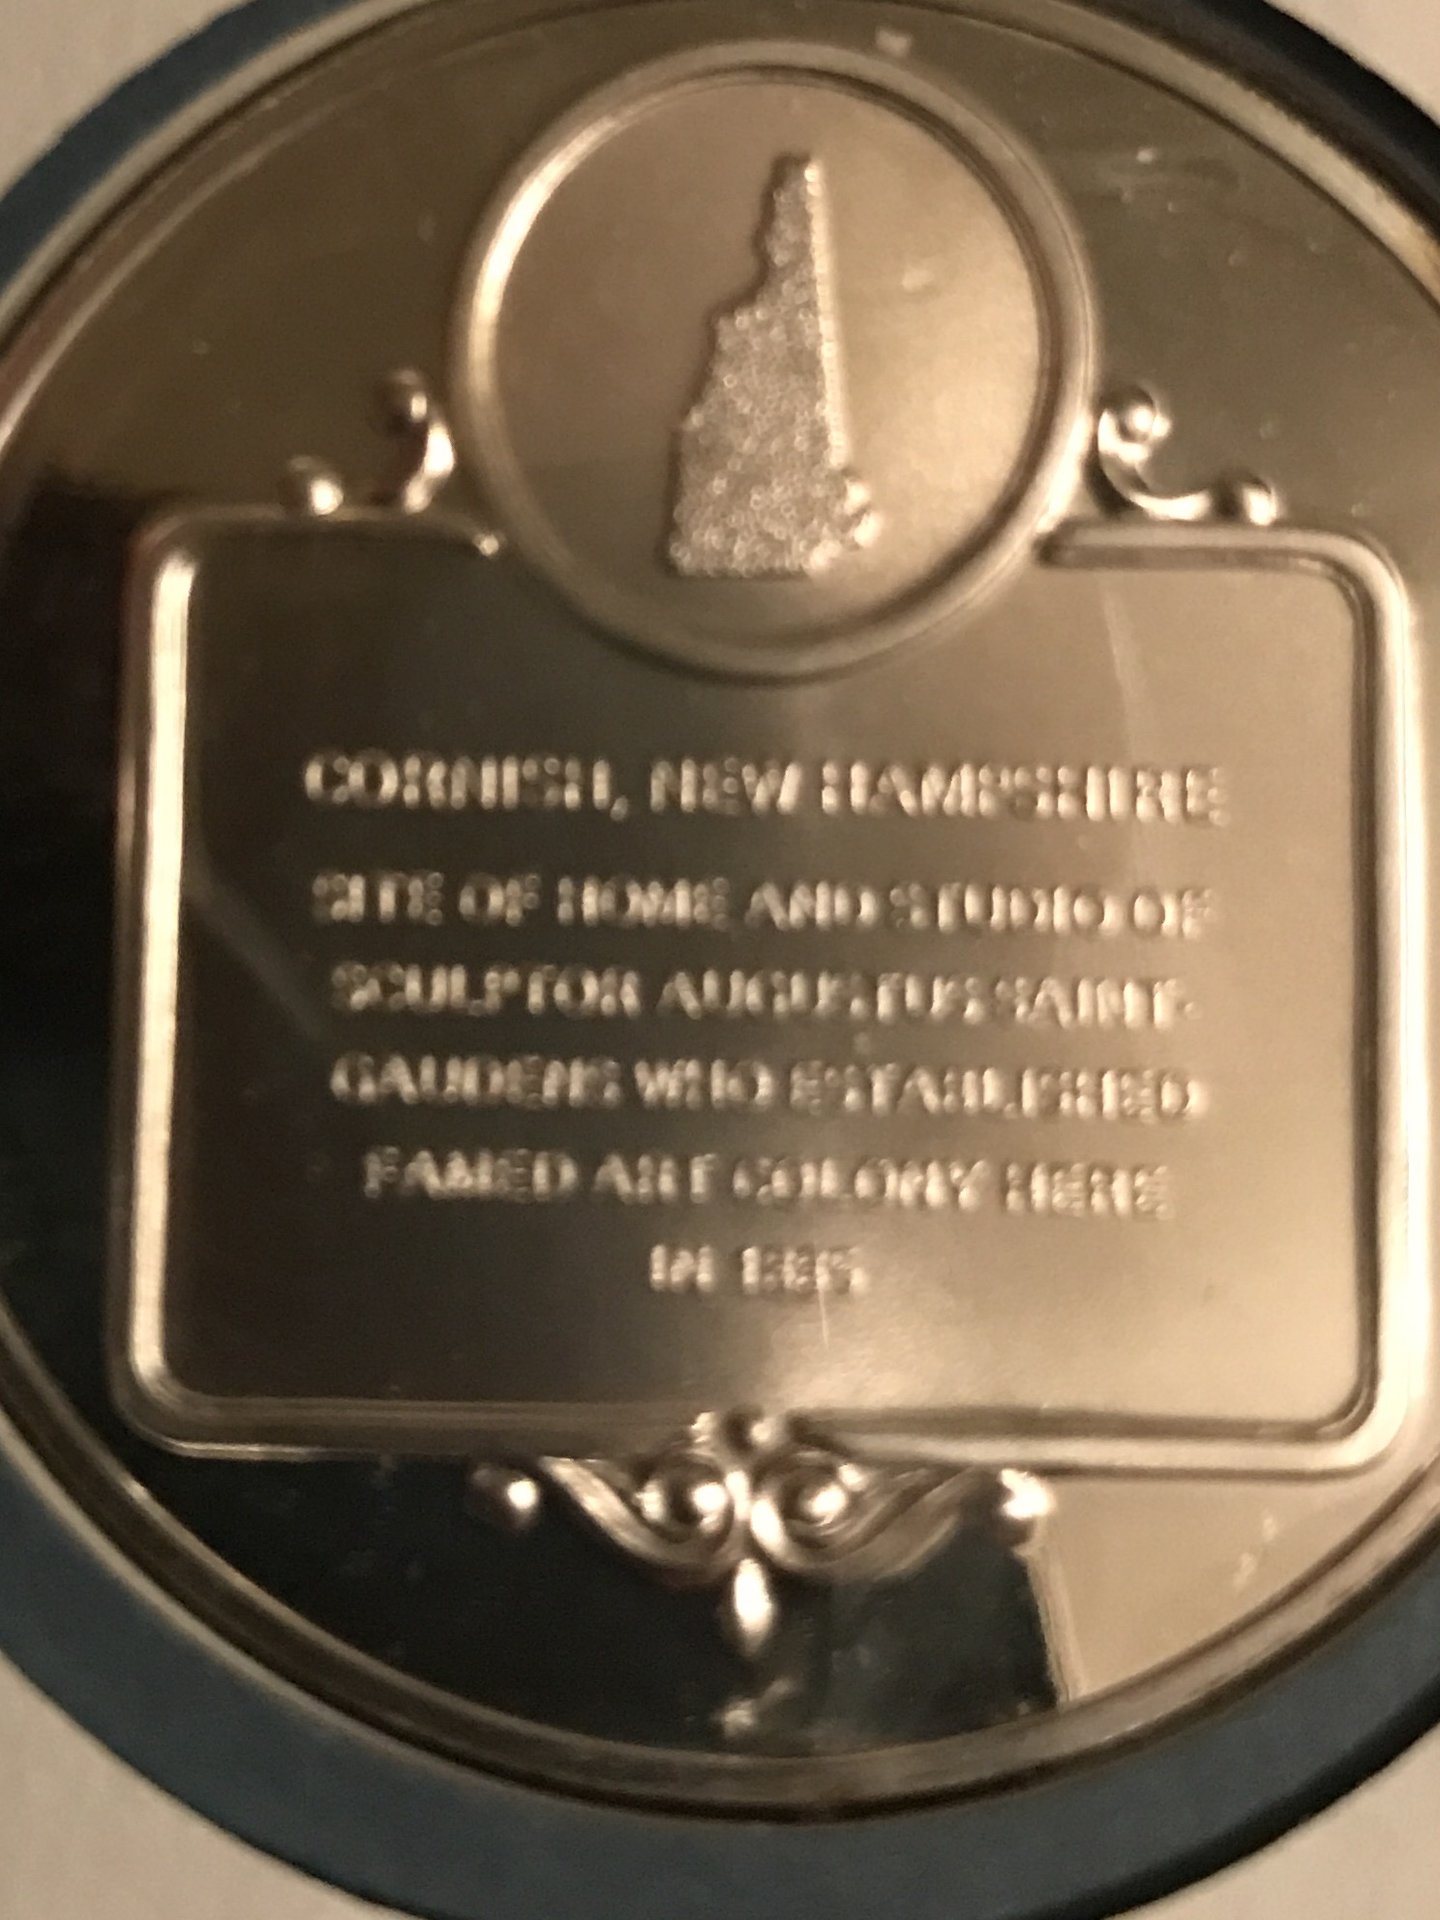 CORNISH, NEW HAMPSHIRE
SITE OF HOME AND STUDIO OF
SCULPTOR AUGUSTUS SAINT-
GAUDENS WHO ESTABLISHED
FAMED ART COLONY HERE
IN 1885